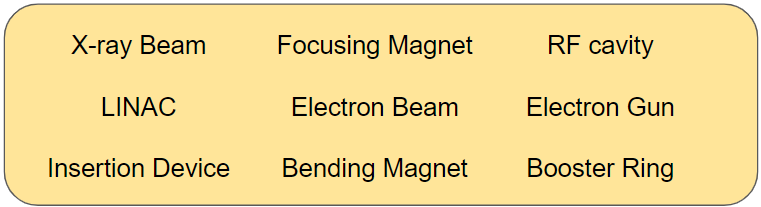 X-ray Beam Focusing Magnet RF cavity
LINAC Electron Beam Electron Gun
Insertion Device Bending Magnet Booster Ring